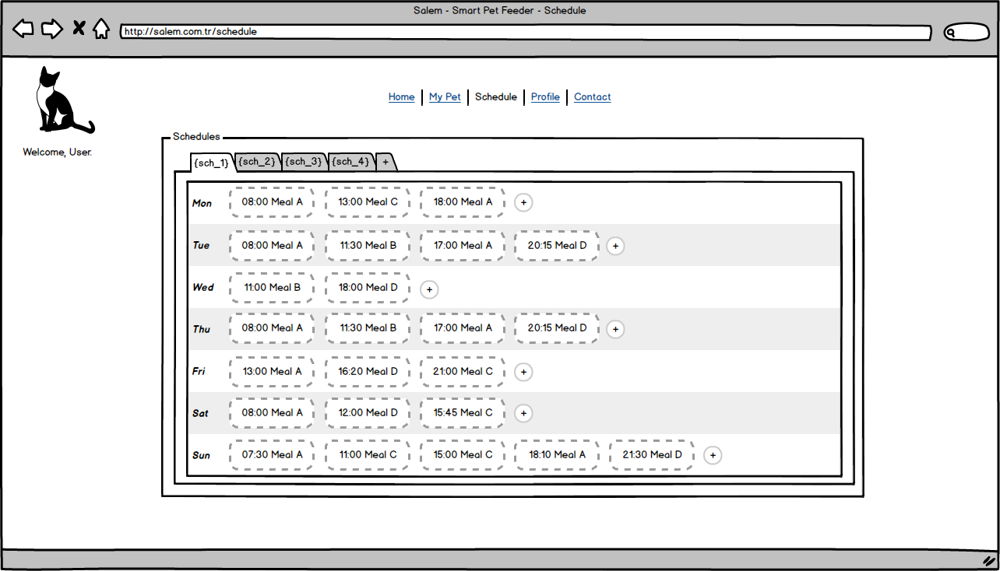 Salem - Smart Pet Feeder - Schedule
http://salem.com.tr/schedule
Home My Pet Schedule Profile Contact
Welcome, User.
Schedules
{sch_1} {sch_2} {sch_3} {sch_4} +
Mon 08:00 Meal A 13:00 Meal C 18:00 Meal A +
Tue 08:00 Meal A 11:30 Meal B 17:00 Meal A 20:15 Meal D +
Wed 11:00 Meal B 18:00 Meal D +
Thu 08:00 Meal A 11:30 Meal B 17:00 Meal A 20:15 Meal D +
Fri 13:00 Meal A 16:20 Meal D 21:00 Meal C +
Sat 08:00 Meal A 12:00 Meal D 15:45 Meal C +
Sun 07:30 Meal A 11:00 Meal C 15:00 Meal C 18:10 Meal A 21:30 Meal D +